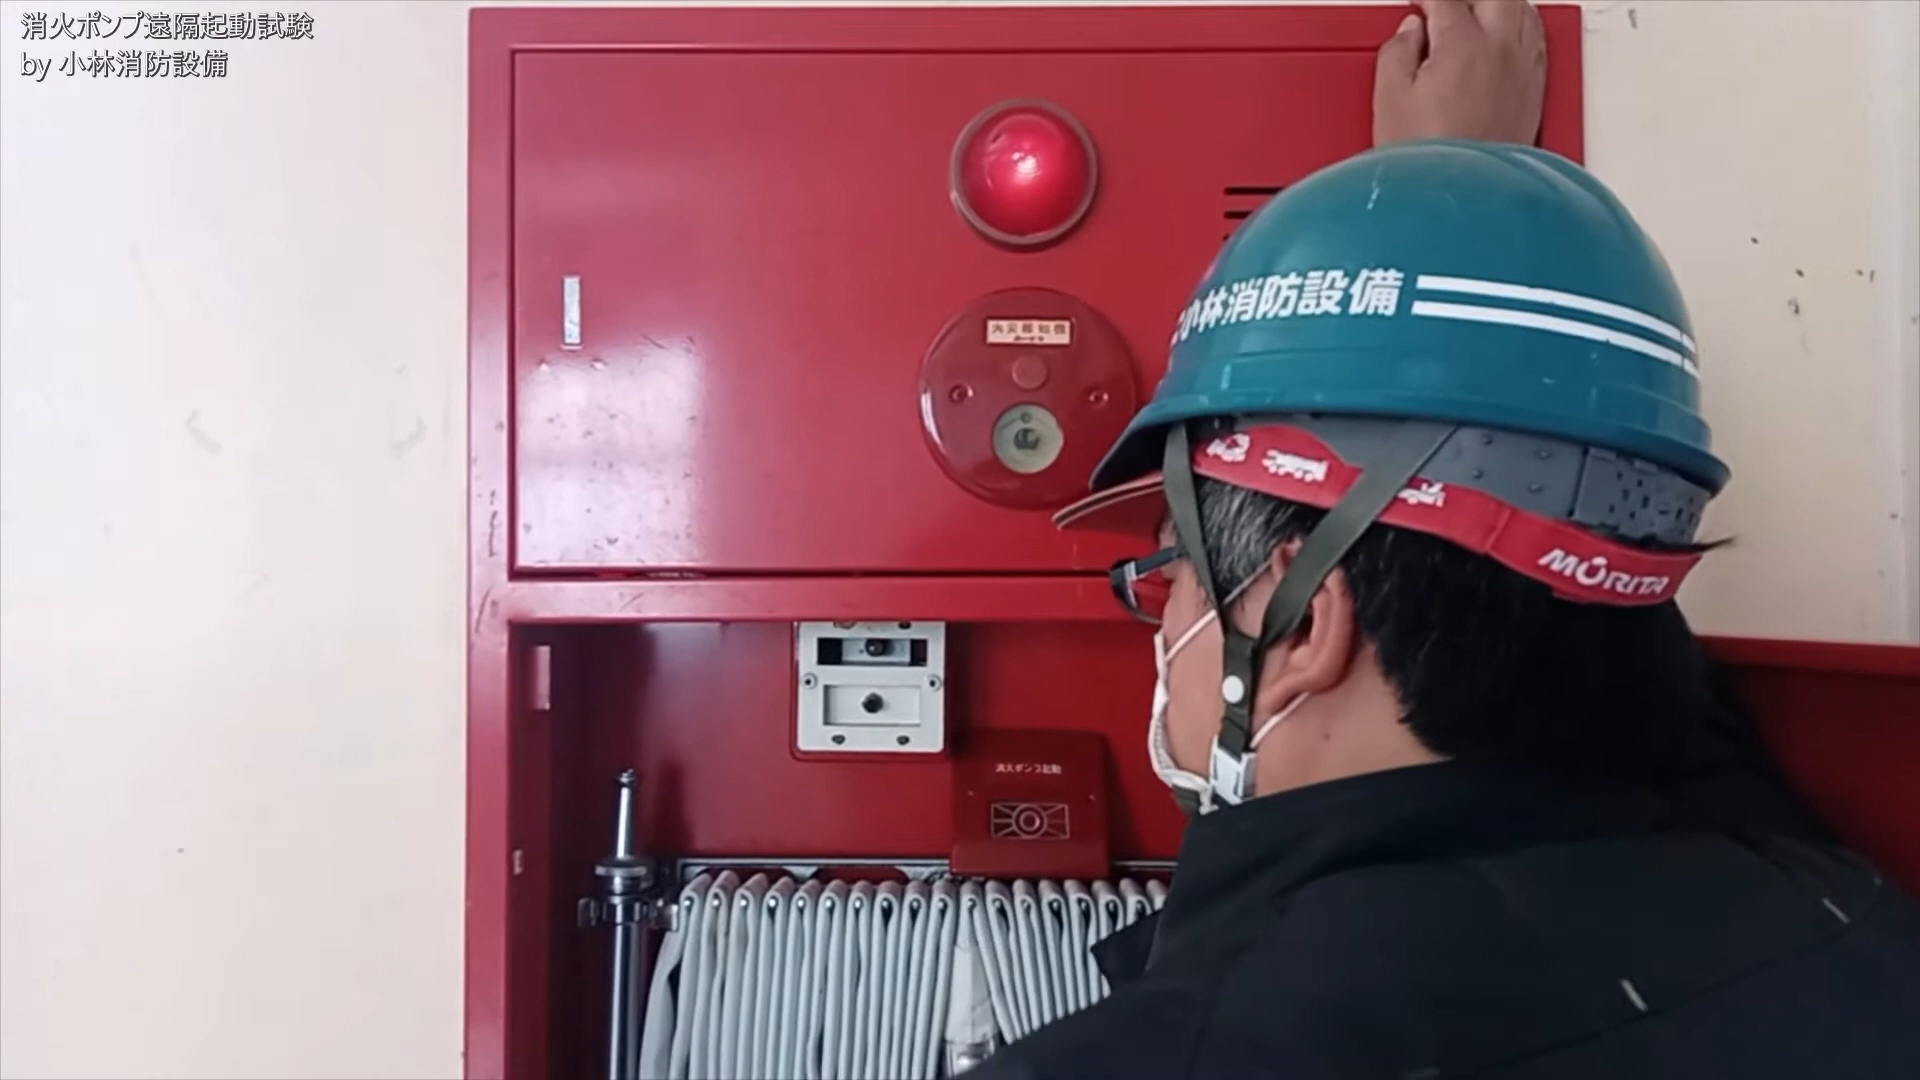 消火ポンプ遠隔起動試験
by 小林消防設備
小林消防設備
火災報知機
MORITA
消火ポンプ起動